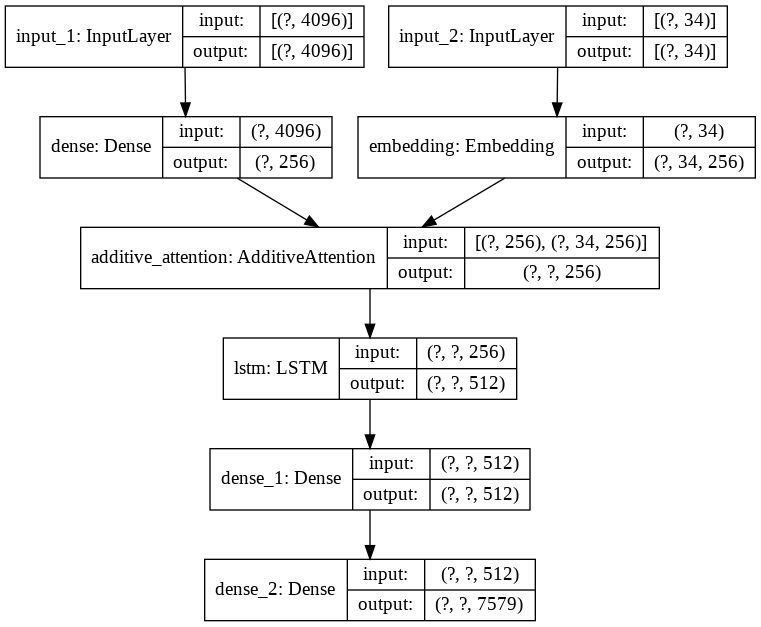 input_1: InputLayer input: [(?, 4096)]
output: [(?, 4096)]
input_2: InputLayer input: [(?, 34)]
output: [(?, 34)]
dense: Dense input: (?, 4096)
output: (?, 256)
embedding: Embedding input: (?, 34)
output: (?, 34, 256)
additive_attention: AdditiveAttention input: [(?, 256), (?, 34, 256)]
output: (?, ?, 256)
lstm: LSTM input: (?, ?, 256)
output: (?, ?, 512)
dense_1: Dense input: (?, ?, 512)
output: (?, ?, 512)
dense_2: Dense input: (?, ?, 512)
output: (?, ?, 7579)